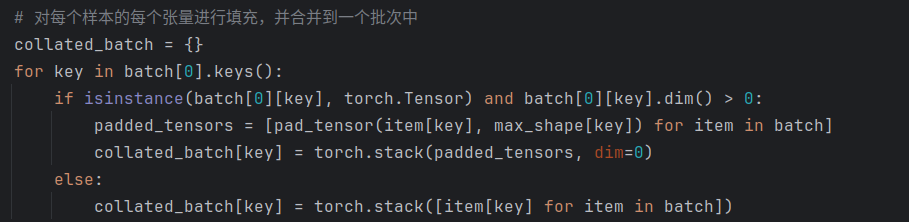 # 对每个样本的每个张量进行填充，并合并到一个批次中
collated_batch = {}
for key in batch[0].keys():
    if isinstance(batch[0][key], torch.Tensor) and batch[0][key].dim() > 0:
        padded_tensors = [pad_tensor(item[key], max_shape[key]) for item in batch]
        collated_batch[key] = torch.stack(padded_tensors, dim=0)
    else:
        collated_batch[key] = torch.stack([item[key] for item in batch])